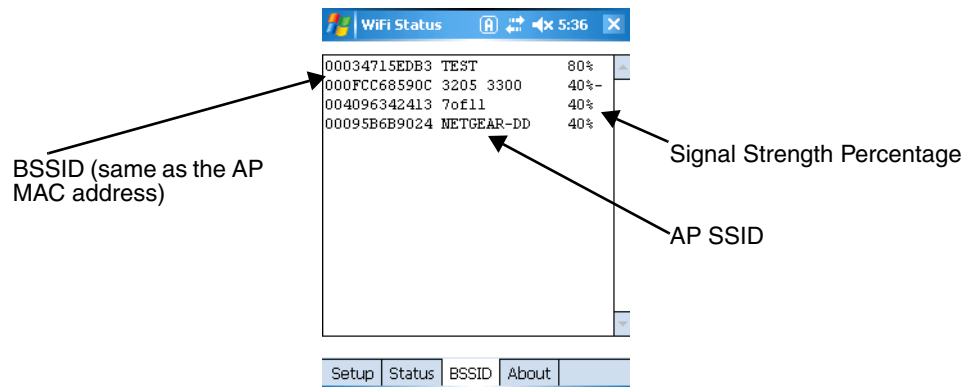 WiFi Status A 5:36
00034715EDB3 TEST 80%
000FCC68590C 3205 3300 40%-
004096342413 7of11 40%
00095B6B9024 NETGEAR-DD 40%
BSSID (same as the AP
MAC address)
Signal Strength Percentage
AP SSID
Setup Status BSSID About